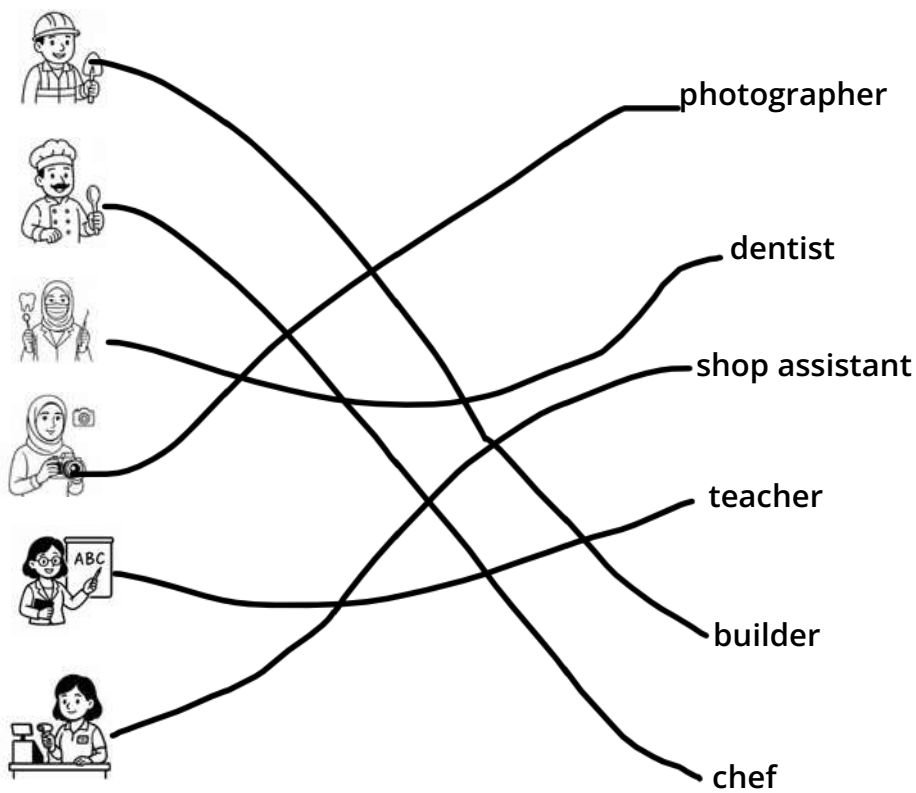 photographer
dentist
shop assistant
ABC
teacher
builder
chef